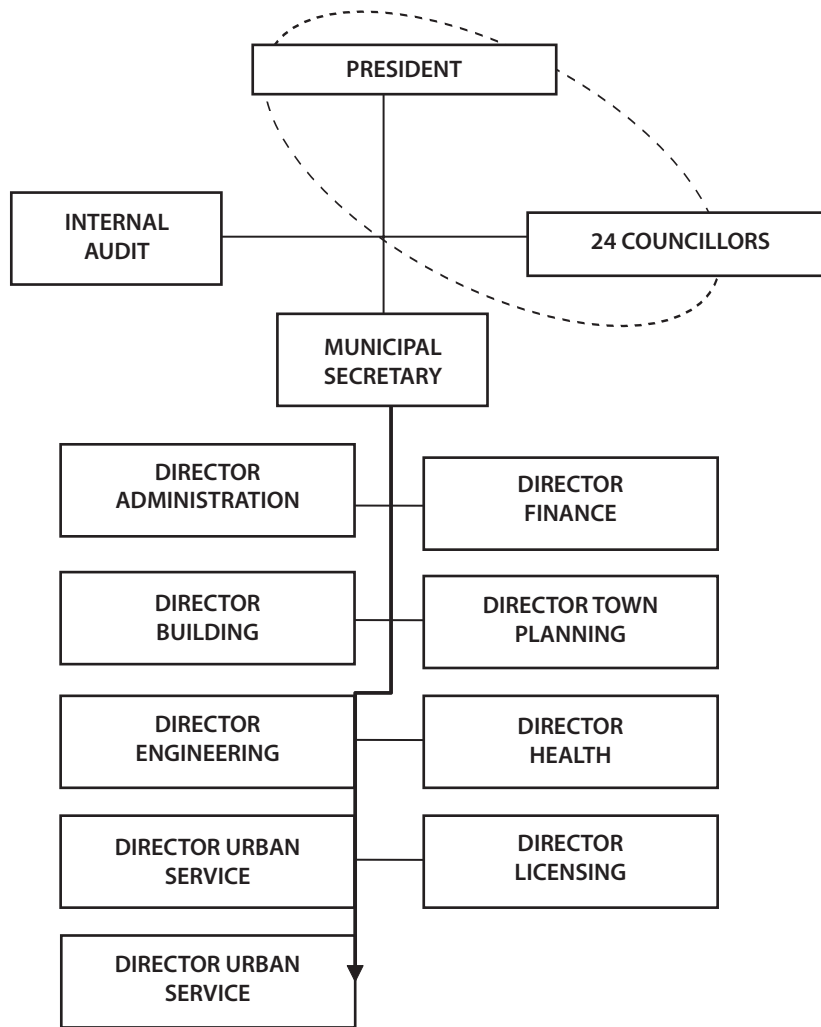 PRESIDENT
INTERNAL
AUDIT
24 COUNCILLORS
MUNICIPAL
SECRETARY
DIRECTOR
ADMINISTRATION
DIRECTOR
FINANCE
DIRECTOR
BUILDING
DIRECTOR TOWN
PLANNING
DIRECTOR
ENGINEERING
DIRECTOR
HEALTH
DIRECTOR URBAN
SERVICE
DIRECTOR
LICENSING
DIRECTOR URBAN
SERVICE